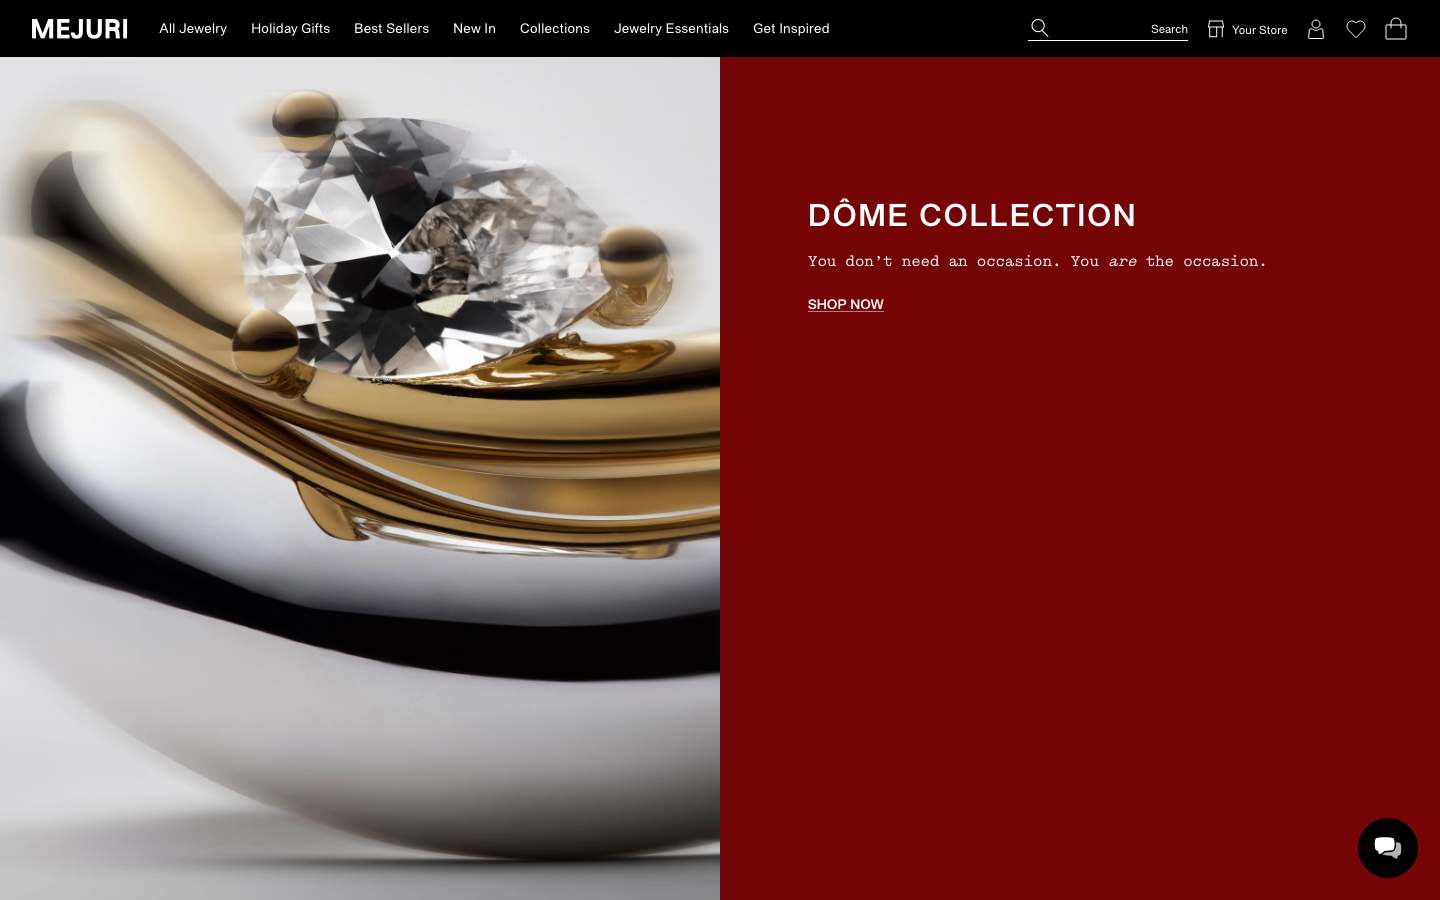 MEJURI
All Jewelry
Holiday Gifts
Best Sellers
New In
Collections
Jewelry Essentials
Get Inspired
Search
Your Store
DÔME COLLECTION
You don’t need an occasion. You are the occasion.
SHOP NOW